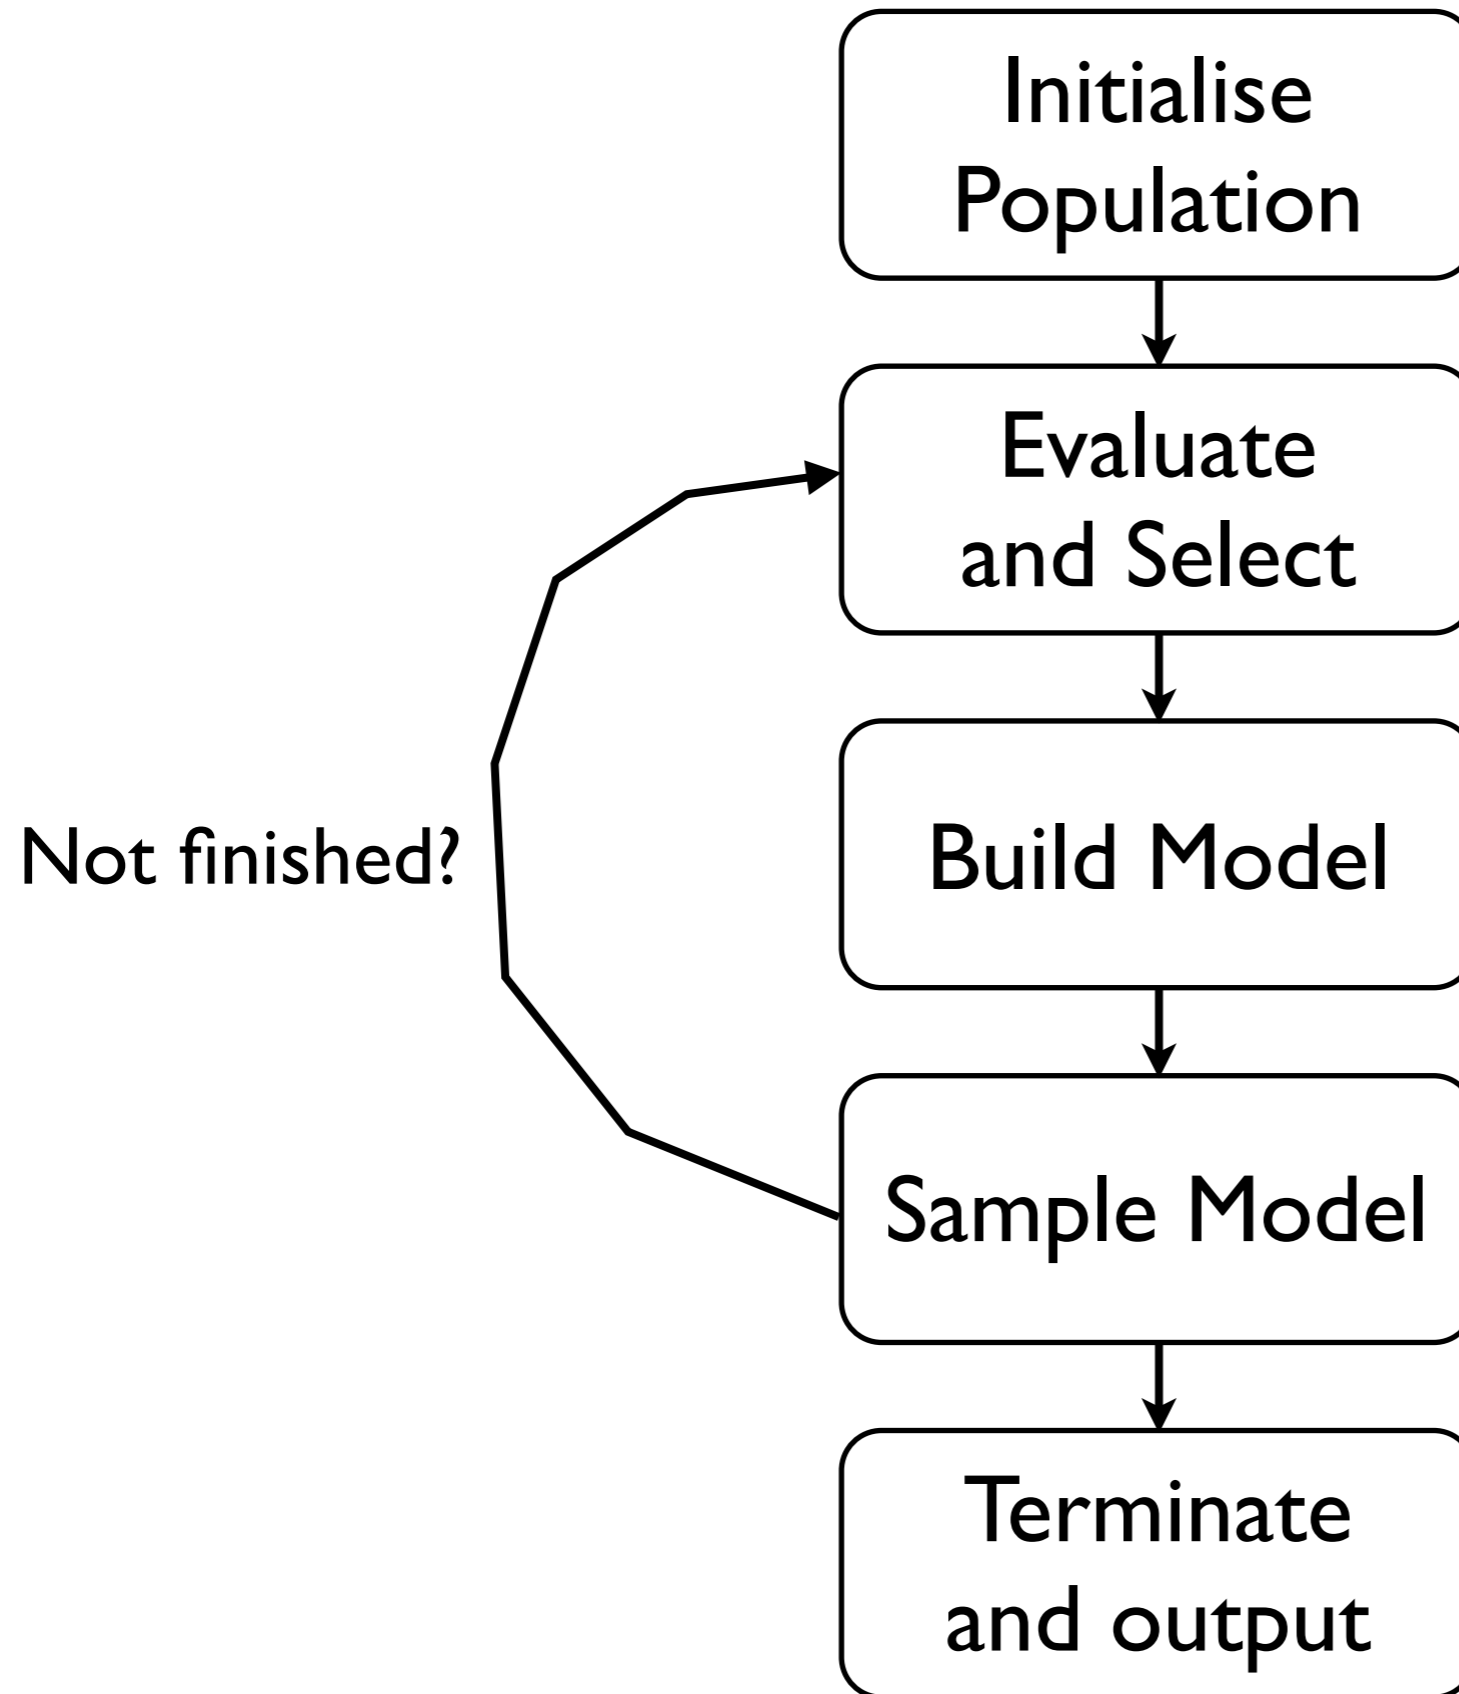 Initialise
Population
Evaluate
and Select
Not finished?
Build Model
Sample Model
Terminate
and output